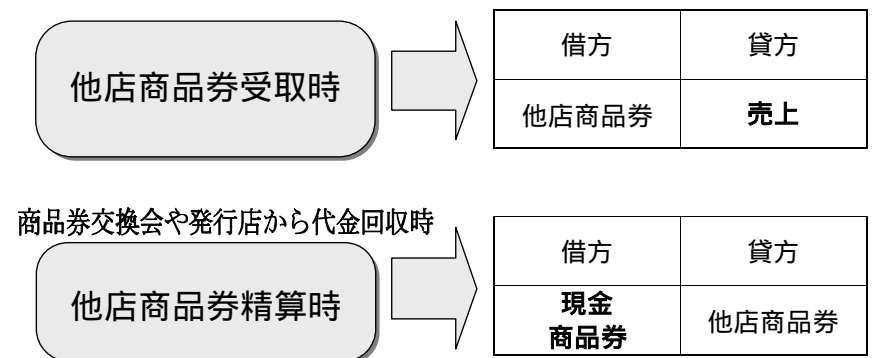 他店商品券受取時
借方
貸方
他店商品券
売上
商品券交換会や発行店から代金回収時
他店商品券精算時
借方
貸方
現金
商品券
他店商品券